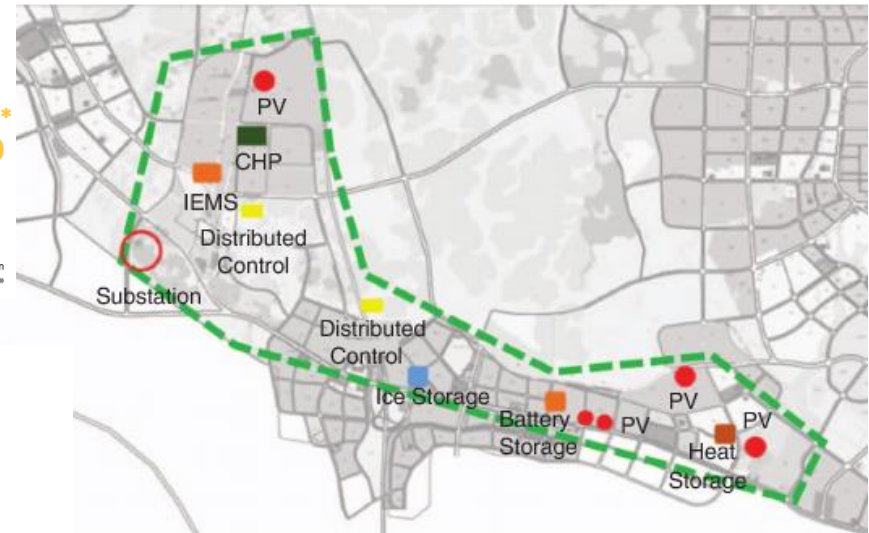 PV
CHP
IEMS
Distributed
Control
Substation
Distributed
Control
Ice Storage
Battery
Storage
PV
PV
PV
Heat
Storage